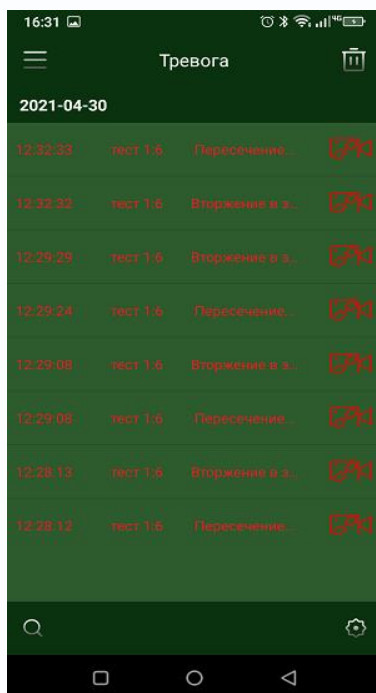 16:31
Тревога
2021-04-30
12:32:33 тест 1:6 Пересечение...
12:32:32 тест 1:6 Вторжение в з...
12:29:29 тест 1:6 Вторжение в з...
12:29:24 тест 1:6 Пересечение...
12:29:08 тест 1:6 Вторжение в з...
12:29:08 тест 1:6 Пересечение...
12:28:13 тест 1:6 Вторжение в з...
12:28:12 тест 1:6 Пересечение...